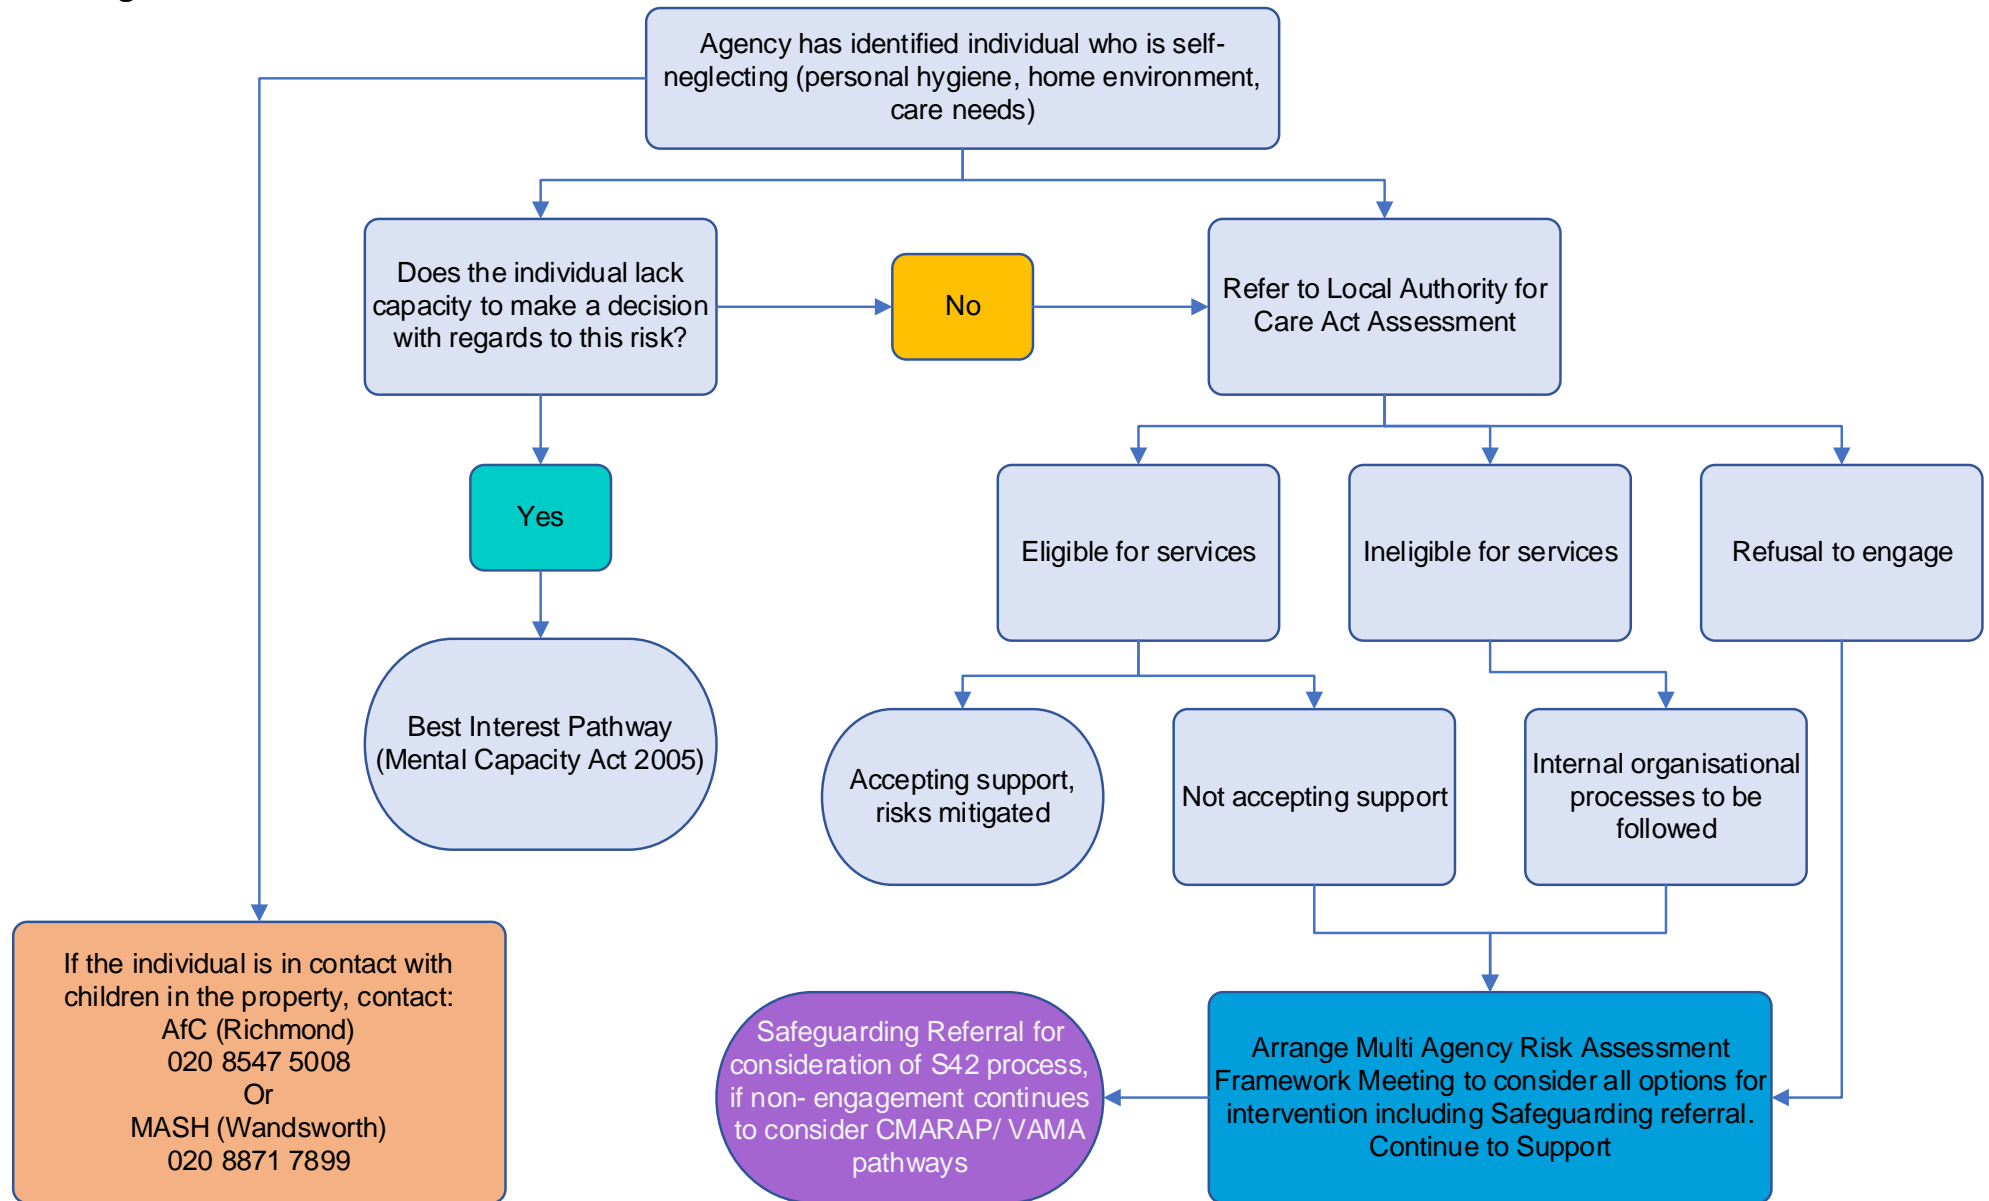 Agency has identified individual who is self-
neglecting (personal hygiene, home environment,
care needs)
Does the individual lack
capacity to make a decision
with regards to this risk?
No
Refer to Local Authority for
Care Act Assessment
Yes
Eligible for services
Ineligible for services
Refusal to engage
Best Interest Pathway
(Mental Capacity Act 2005)
Accepting support,
risks mitigated
Not accepting support
Internal organisational
processes to be
followed
If the individual is in contact with
children in the property, contact:
AfC (Richmond)
020 8547 5008
Or
MASH (Wandsworth)
020 8871 7899
Safeguarding Referral for
consideration of S42 process,
if non- engagement continues
to consider CMARAP/ VAMA
pathways
Arrange Multi Agency Risk Assessment
Framework Meeting to consider all options for
intervention including Safeguarding referral.
Continue to Support